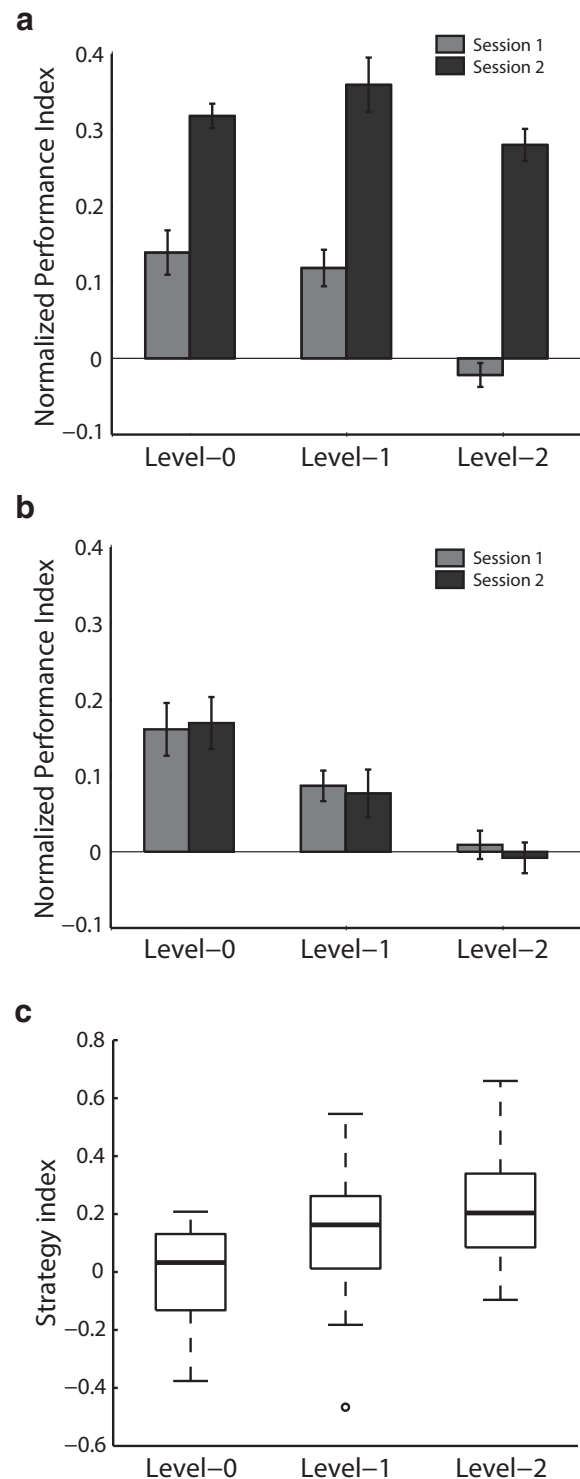 a
Normalized Performance Index
0.4
0.3
0.2
0.1
0
−0.1
Session 1
Session 2
Level−0
Level−1
Level−2
b
Normalized Performance Index
0.4
0.3
0.2
0.1
0
−0.1
Session 1
Session 2
Level−0
Level−1
Level−2
c
Strategy index
0.8
0.6
0.4
0.2
0
−0.2
−0.4
−0.6
Level−0
Level−1
Level−2